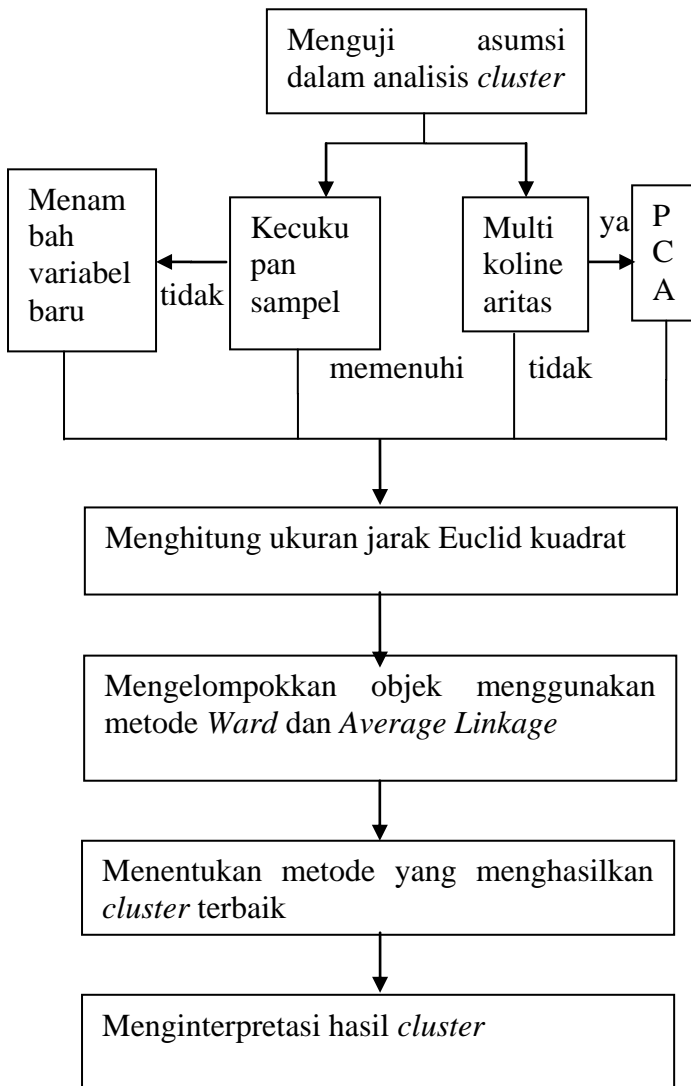 Menguji asumsi
dalam analisis cluster
Menam
bah
variabel
baru
tidak
Kecuku
pan
sampel
Multi
koline
aritas
ya
P
C
A
memenuhi
tidak
Menghitung ukuran jarak Euclid kuadrat
Mengelompokkan objek menggunakan
metode Ward dan Average Linkage
Menentukan metode yang menghasilkan
cluster terbaik
Menginterpretasi hasil cluster